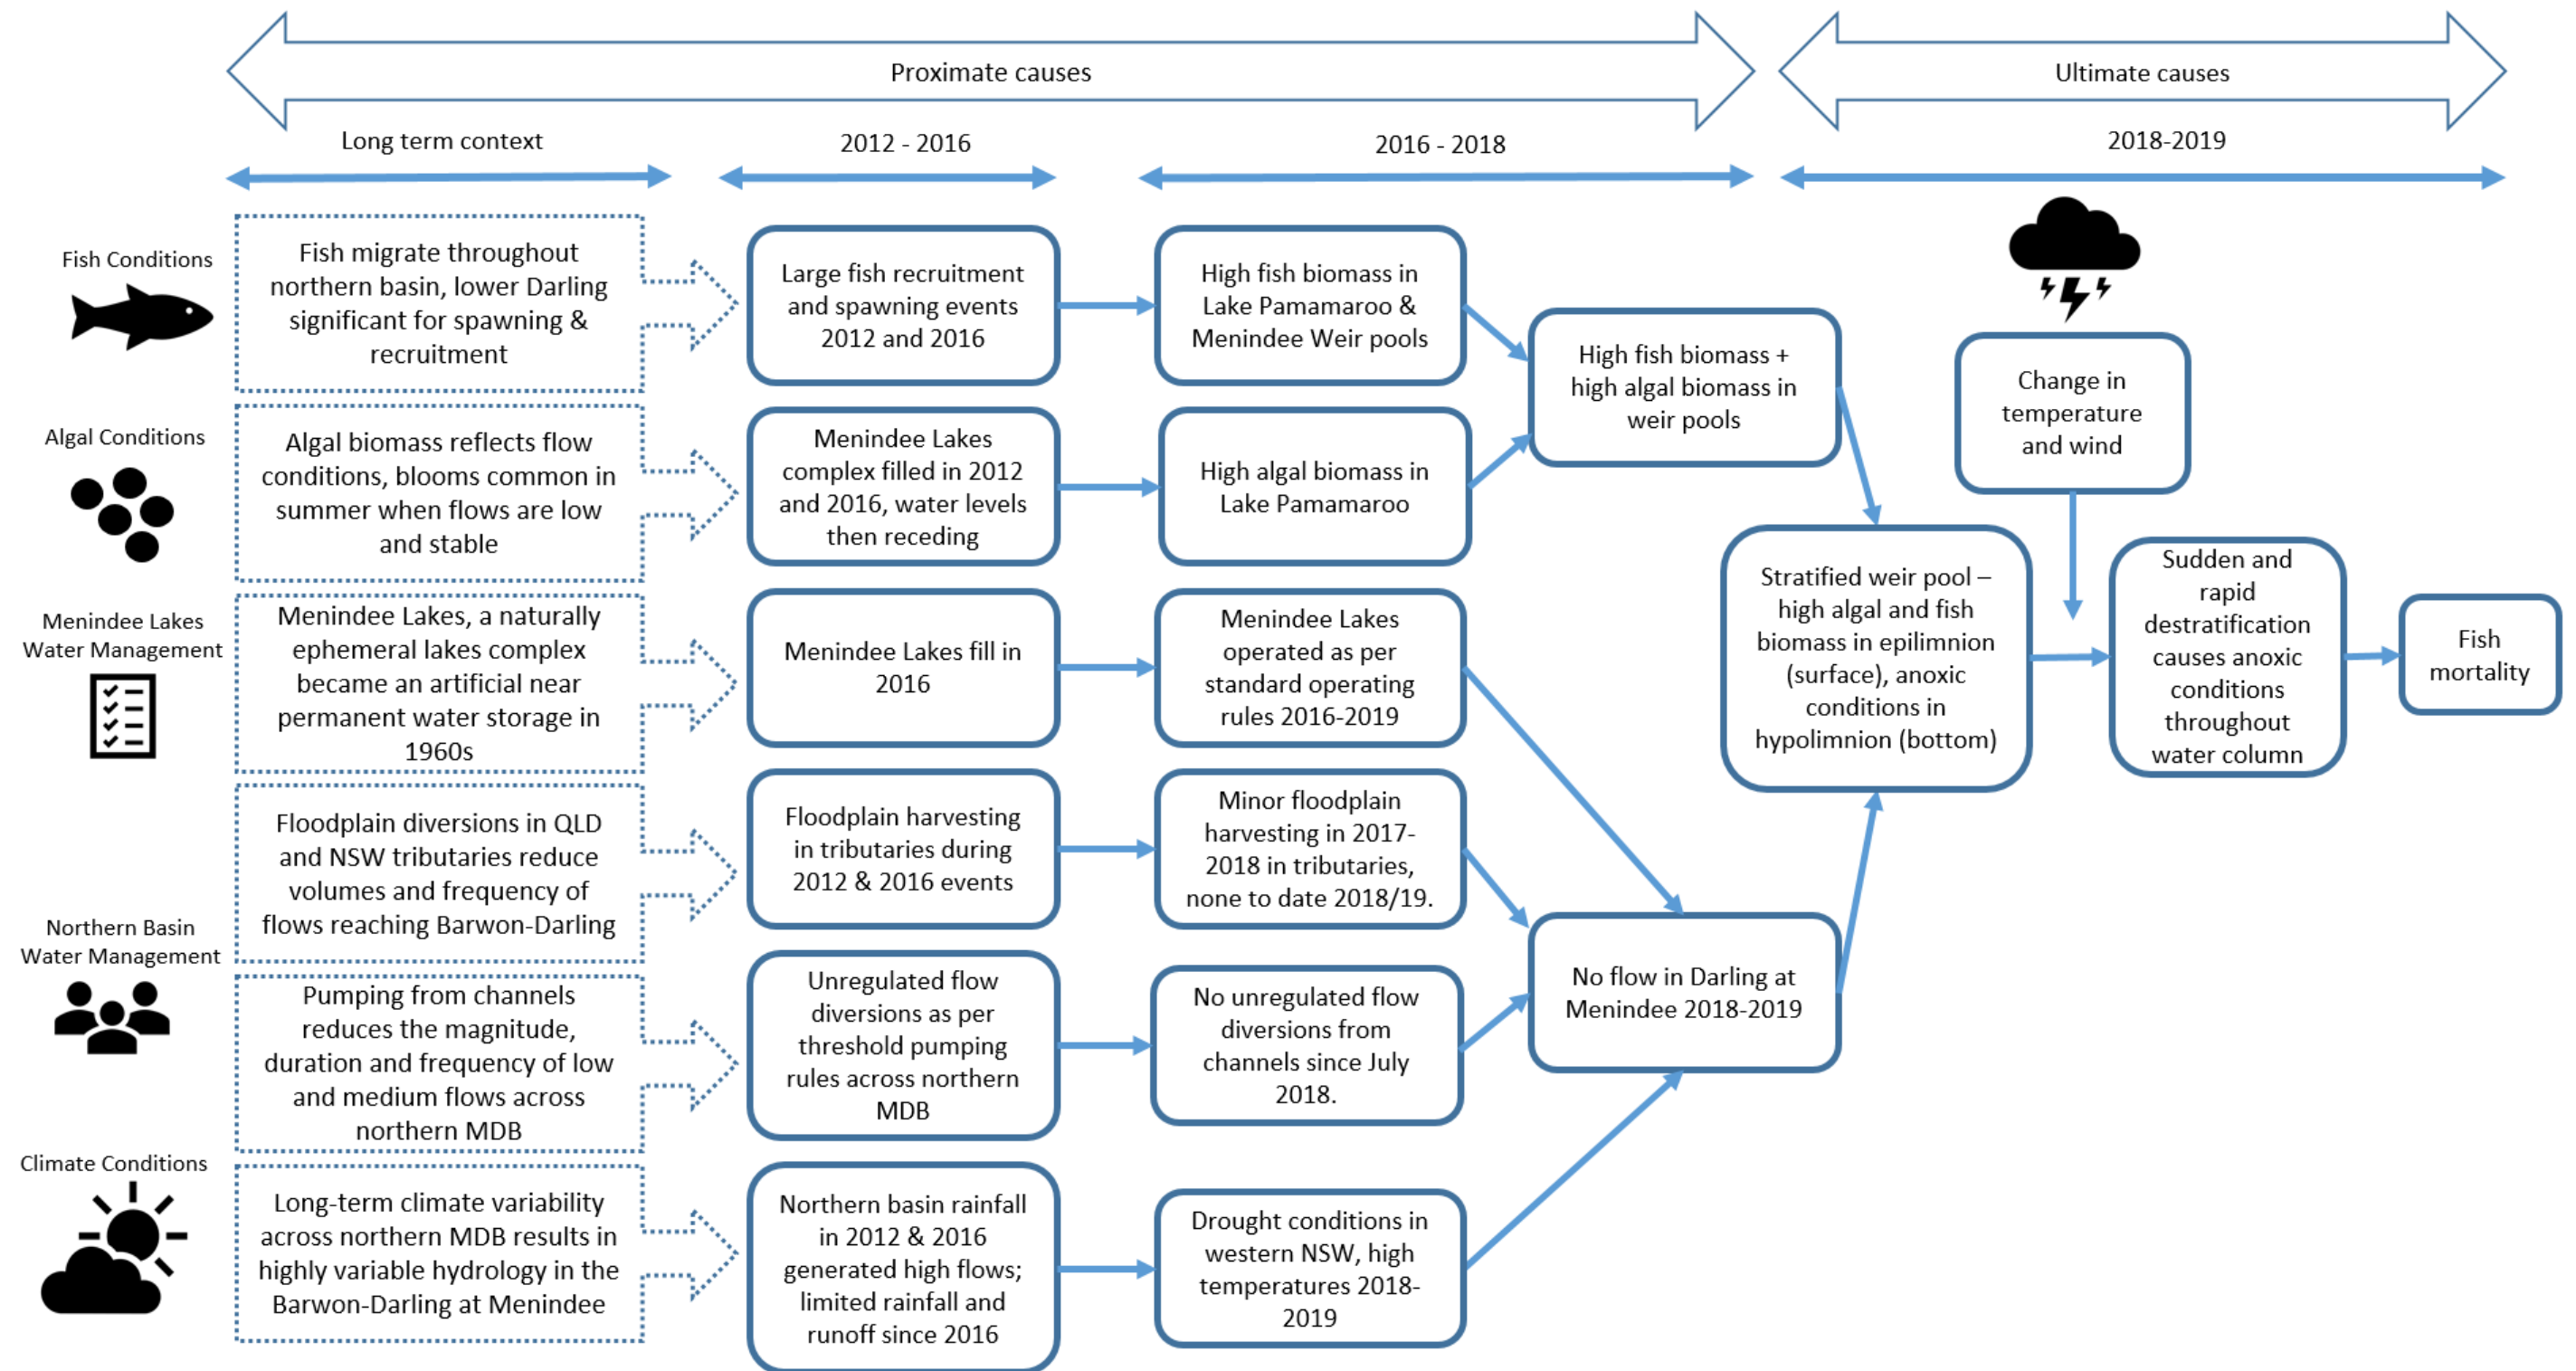 Proximate causes
Ultimate causes
Long term context
2012 - 2016
2016 - 2018
2018-2019
Fish Conditions
Fish migrate throughout
northern basin, lower Darling
significant for spawning &
recruitment
Large fish recruitment
and spawning events
2012 and 2016
High fish biomass in
Lake Pamamaroo &
Menindee Weir pools
High fish biomass +
high algal biomass in
weir pools
Change in
temperature
and wind
Algal Conditions
Algal biomass reflects flow
conditions, blooms common in
summer when flows are low
and stable
Menindee Lakes
complex filled in 2012
and 2016, water levels
then receding
High algal biomass in
Lake Pamamaroo
Stratified weir pool –
high algal and fish
biomass in epilimnion
(surface), anoxic
conditions in
hypolimnion (bottom)
Sudden and
rapid
destratification
causes anoxic
conditions
throughout
water column
Fish
mortality
Menindee Lakes
Water Management
Menindee Lakes, a naturally
ephemeral lakes complex
became an artificial near
permanent water storage in
1960s
Menindee Lakes fill in
2016
Menindee Lakes
operated as per
standard operating
rules 2016-2019
Northern Basin
Water Management
Floodplain diversions in QLD
and NSW tributaries reduce
volumes and frequency of
flows reaching Barwon-Darling
Floodplain harvesting
in tributaries during
2012 & 2016 events
Minor floodplain
harvesting in 2017-
2018 in tributaries,
none to date 2018/19.
No flow in Darling at
Menindee 2018-2019
Pumping from channels
reduces the magnitude,
duration and frequency of low
and medium flows across
northern MDB
Unregulated flow
diversions as per
threshold pumping
rules across northern
MDB
No unregulated flow
diversions from
channels since July
2018.
Climate Conditions
Long-term climate variability
across northern MDB results in
highly variable hydrology in the
Barwon-Darling at Menindee
Northern basin rainfall
in 2012 & 2016
generated high flows;
limited rainfall and
runoff since 2016
Drought conditions in
western NSW, high
temperatures 2018-
2019